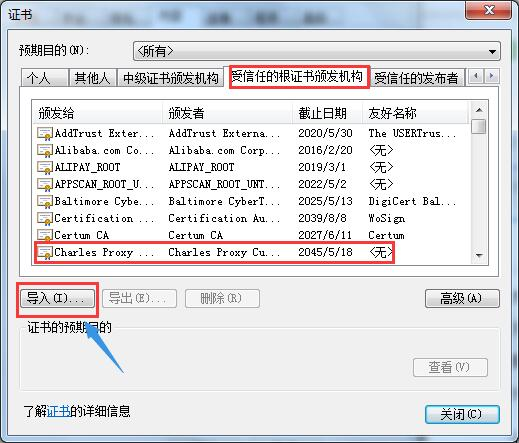 证书
预期目的(N): <所有>
个人 其他人 中级证书颁发机构 受信任的根证书颁发机构 受信任的发布者
颁发给 颁发者 截止日期 友好名称
AddTrust Exter... AddTrust Externa... 2020/5/30 The USERTrus...
Alibaba.com Co... Alibaba.com Corp... 2016/2/20 <无>
ALIPAY_ROOT ALIPAY_ROOT 2019/3/1 <无>
APPSCAN_ROOT_U... APPSCAN_ROOT_UNT... 2022/5/2 <无>
Baltimore Cybe... Baltimore CyberT... 2025/5/13 DigiCert Bal...
Certification ... Certification Au... 2039/8/8 WoSign
Certum CA Certum CA 2027/6/11 Certum
Charles Proxy ... Charles Proxy Cu... 2045/5/18 <无>
导入(I)... 导出(E)... 删除(R) 高级(A)
证书的预期目的
查看(V)
了解证书的详细信息
关闭(C)